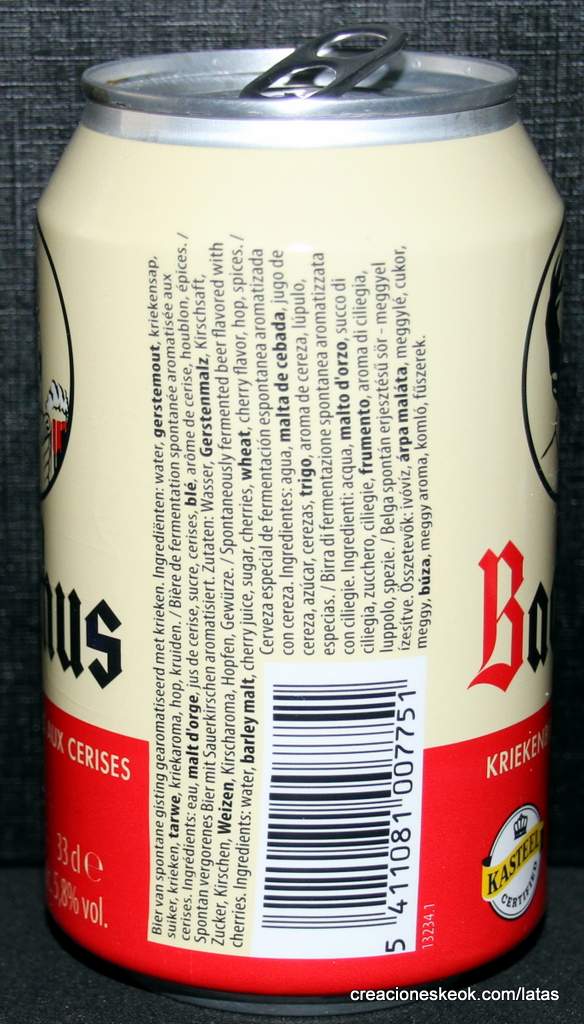 Bier van spontane gisting gearomatiseerd met krieken. Ingrediënten: water, gerstemout, kriekensap,
suiker, krieken, tarwe, kriekaroma, hop, kruiden. / Bière de fermentation spontanée aromatisée aux
cerises. Ingrédients: eau, malt d'orge, jus de cerise, sucre, cerises, blé, arôme de cerise, houblon, épices. /
Spontan vergorenes Bier mit Sauerkirschen aromatisiert. Zutaten: Wasser, Gerstenmalz, Kirschsaft,
Zucker, Kirschen, Weizen, Kirscharoma, Hopfen, Gewürze. / Spontaneously fermented beer flavored with
cherries. Ingredients: water, barley malt, cherry juice, sugar, cherries, wheat, cherry flavor, hop, spices. /
Cerveza especial de fermentación espontanea aromatizada
con cereza. Ingredientes: agua, malta de cebada, jugo de
cereza, azúcar, cerezas, trigo, aroma de cereza, lúpulo,
especias. / Birra di fermentazione spontanea aromatizzata
con ciliegie. Ingredienti: acqua, malto d'orzo, succo di
ciliegia, zucchero, ciliegie, frumento, aroma di ciliegia,
luppolo, spezie. / Belga spontán erjesztésű sör - meggyel
ízesítve. Összetevők: ivóvíz, árpa maláta, meggylé, cukor,
meggy, búza, meggy aroma, komló, fűszerek.
5 411081 007751
13234.1
nus
AUX CERISES
33 cl e
5,8% vol.
Ba
KRIEKENB
KASTEEL
CERTIFIED
creacioneskeok.com/latas